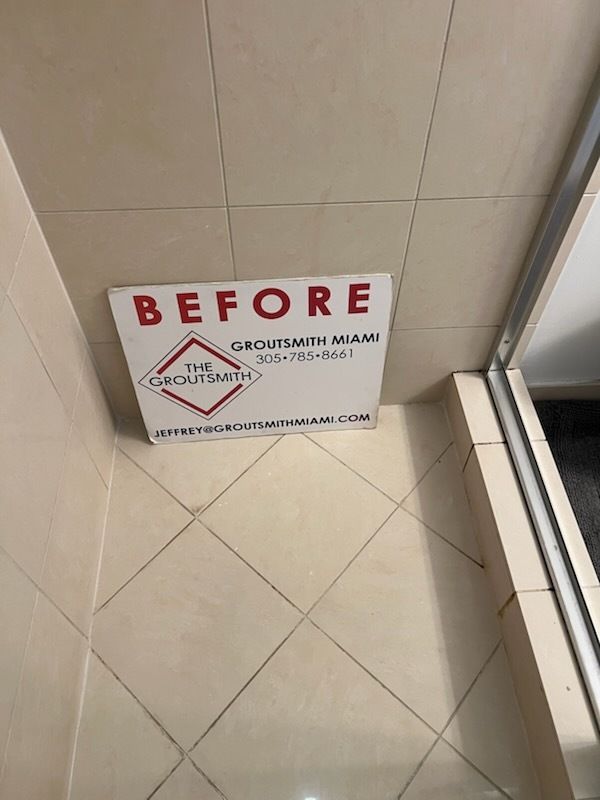 BEFORE
GROUTSMITH MIAMI
305•785•8661
THE
GROUTSMITH
JEFFREY@GROUTSMITHMIAMI.COM